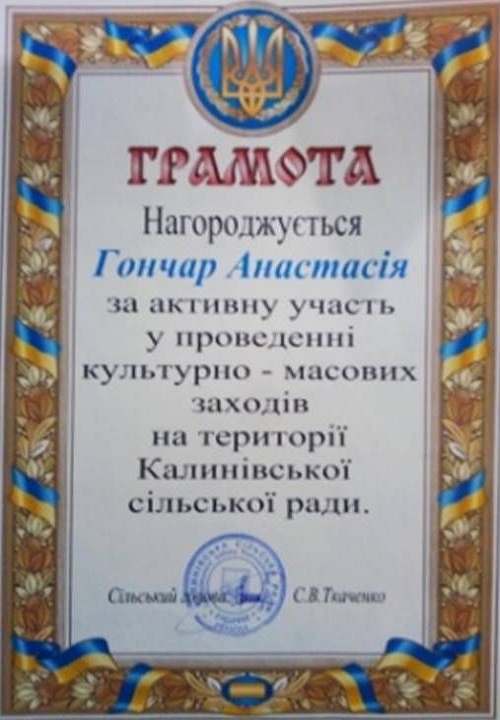 ГРАМОТА
Нагороджується
Гончар Анастасія
за активну участь
у проведенні
культурно - масових
заходів
на території
Калинівської
сільської ради.
Сільський голова С.В.Ткаченко